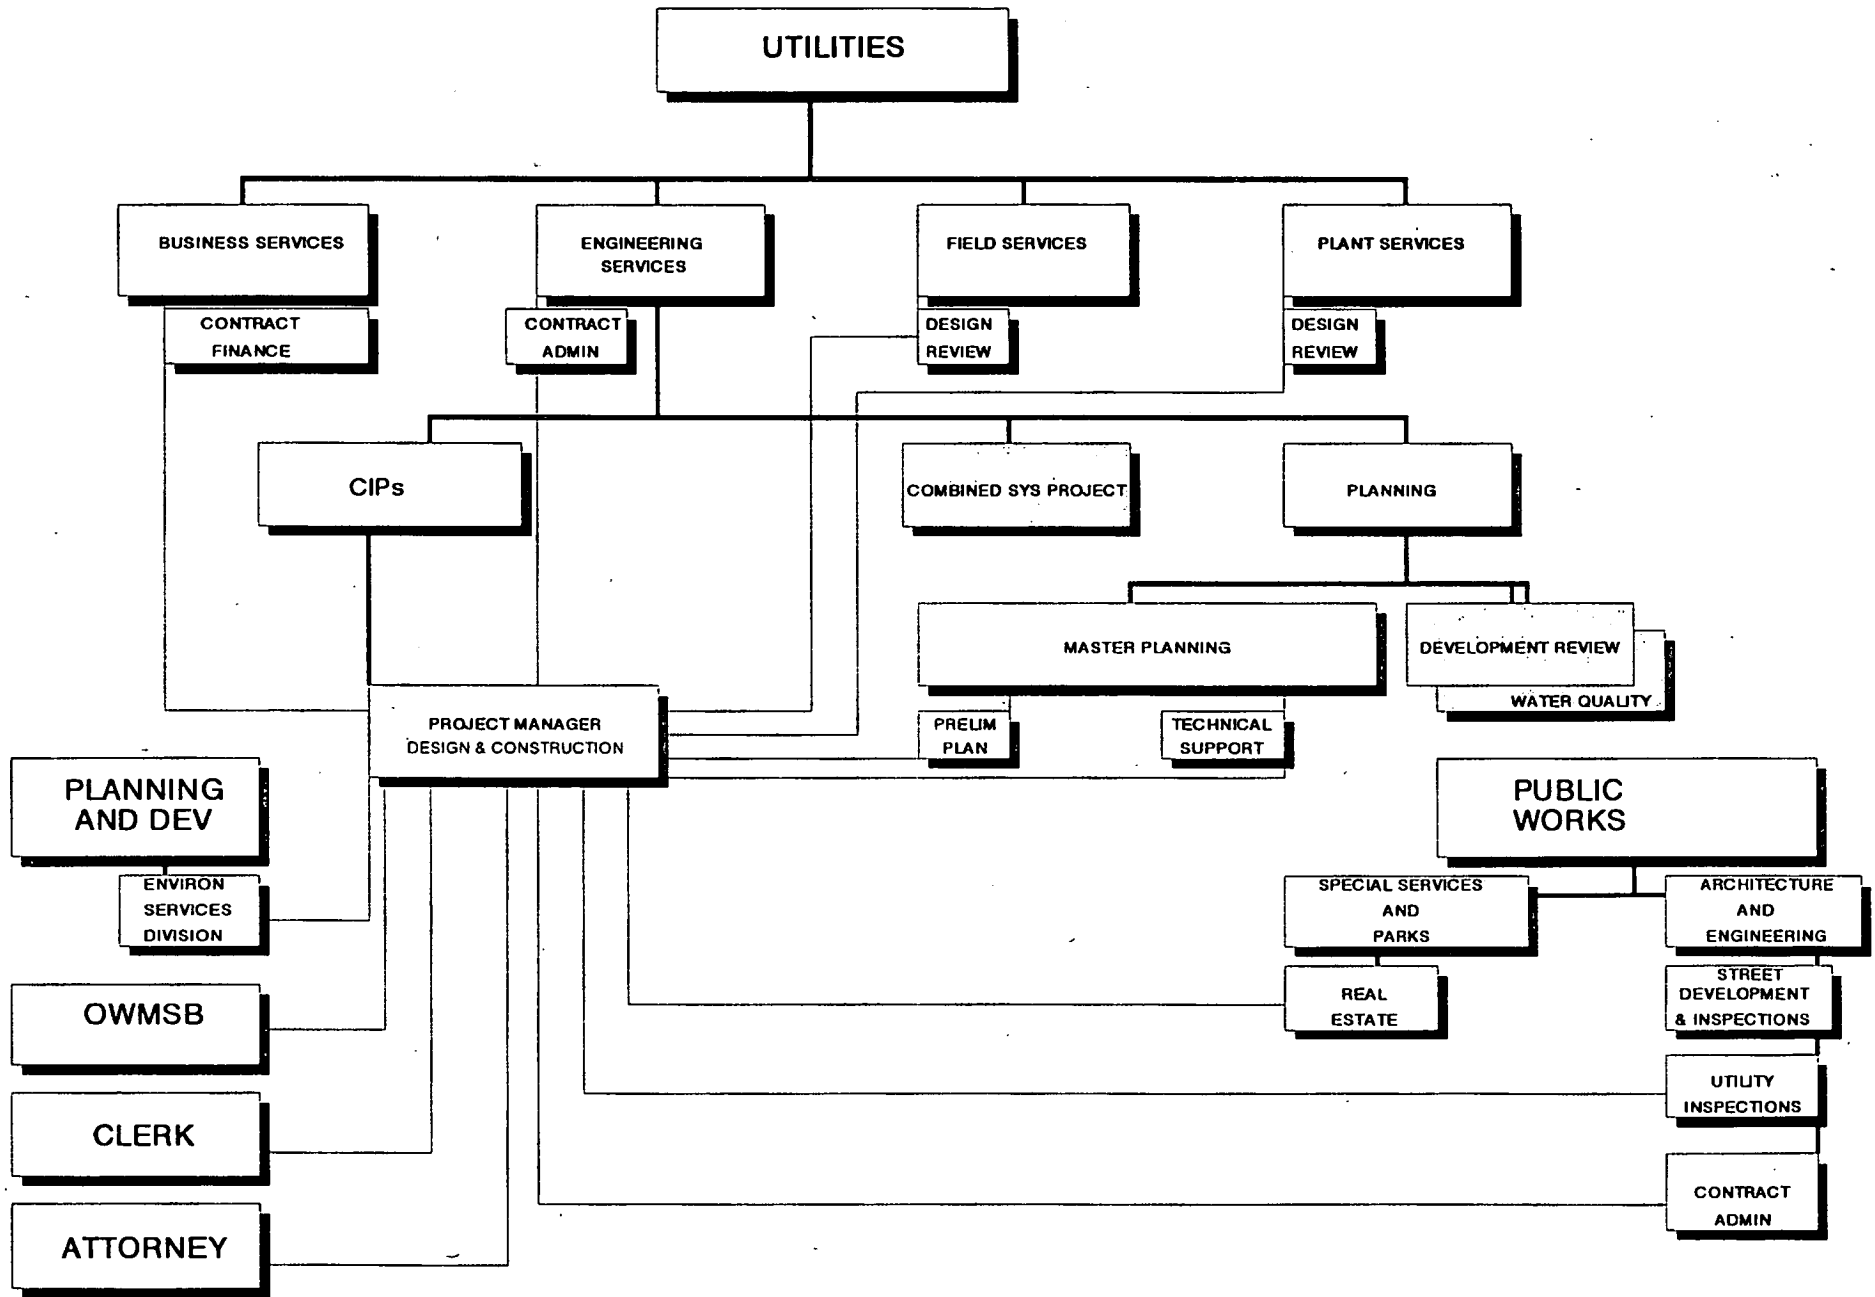 UTILITIES
BUSINESS SERVICES
ENGINEERING
SERVICES
FIELD SERVICES
PLANT SERVICES
CONTRACT
FINANCE
CONTRACT
ADMIN
DESIGN
REVIEW
DESIGN
REVIEW
CIPs
COMBINED SYS PROJECT
PLANNING
MASTER PLANNING
DEVELOPMENT REVIEW
WATER QUALITY
PROJECT MANAGER
DESIGN & CONSTRUCTION
PRELIM
PLAN
TECHNICAL
SUPPORT
PLANNING
AND DEV
PUBLIC
WORKS
ENVIRON
SERVICES
DIVISION
SPECIAL SERVICES
AND
PARKS
ARCHITECTURE
AND
ENGINEERING
OWMSB
REAL
ESTATE
STREET
DEVELOPMENT
& INSPECTIONS
UTILITY
INSPECTIONS
CLERK
CONTRACT
ADMIN
ATTORNEY